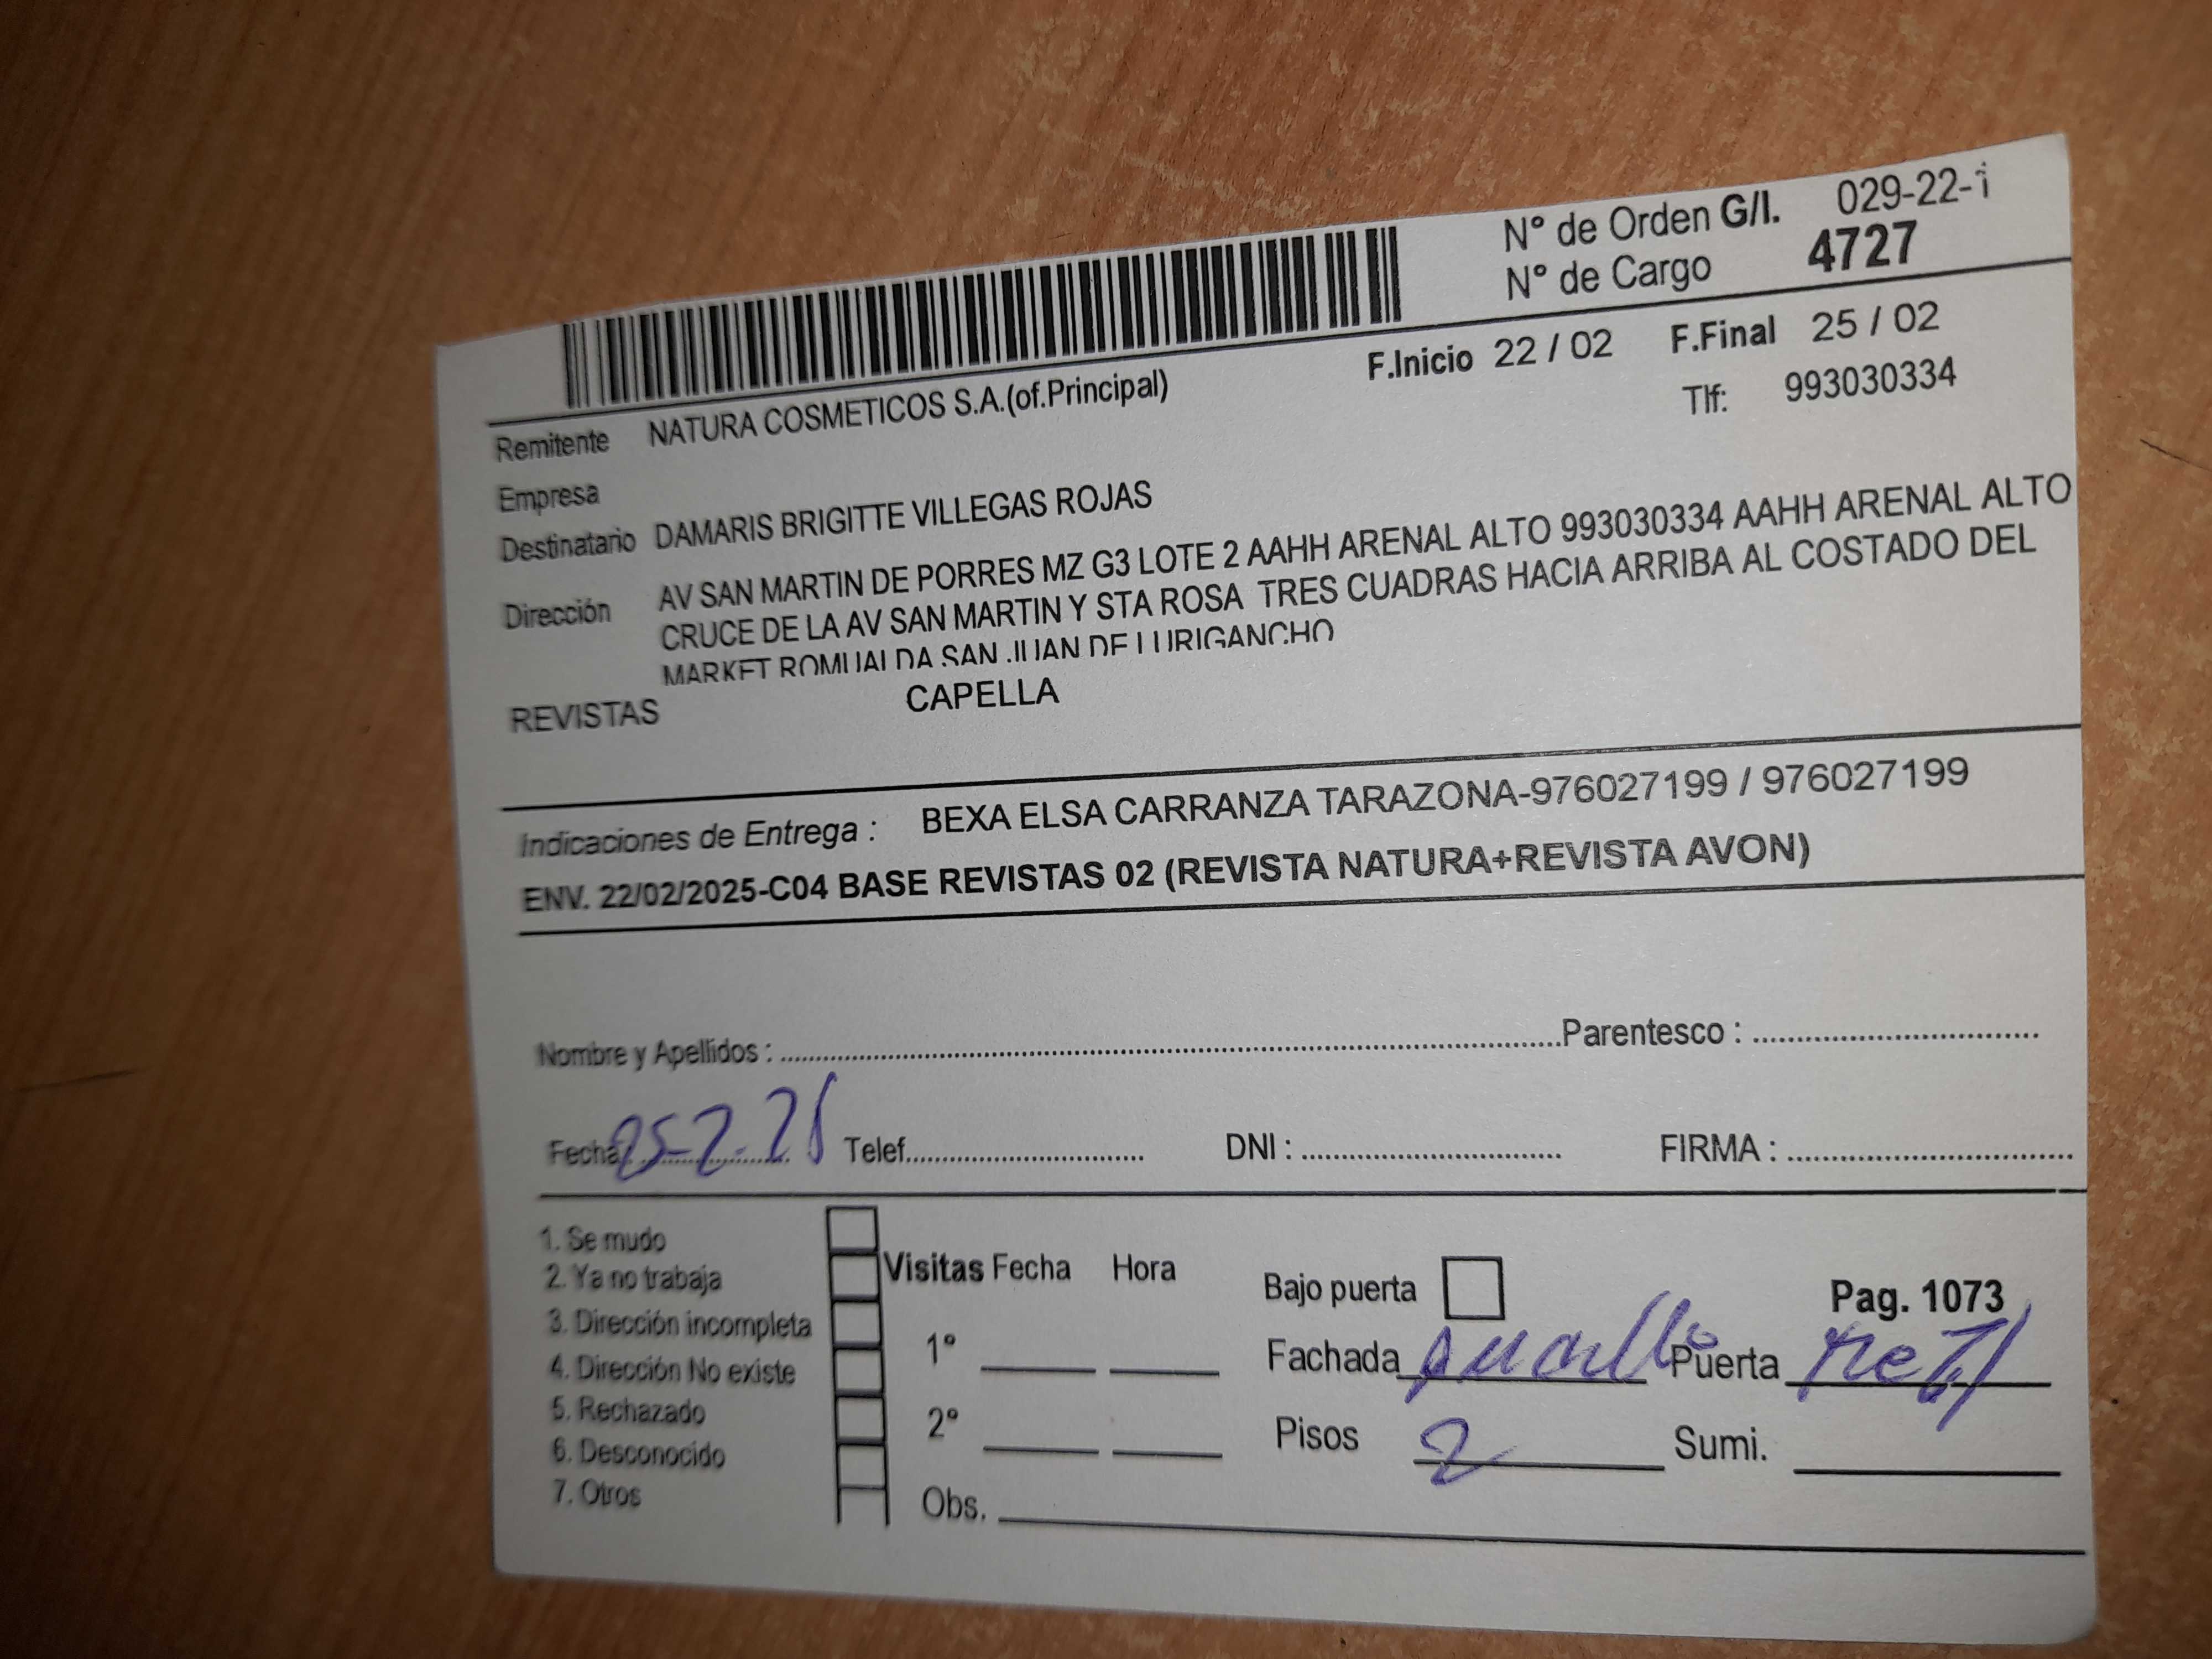 N° de Orden G/I. 029-22-1
N° de Cargo 4727
F.Inicio 22 / 02 F.Final 25 / 02
Remitente NATURA COSMETICOS S.A.(of.Principal) Tlf: 993030334
Empresa
Destinatario DAMARIS BRIGITTE VILLEGAS ROJAS
Dirección AV SAN MARTIN DE PORRES MZ G3 LOTE 2 AAHH ARENAL ALTO 993030334 AAHH ARENAL ALTO
CRUCE DE LA AV SAN MARTIN Y STA ROSA TRES CUADRAS HACIA ARRIBA AL COSTADO DEL
MARKET ROMUALDA SAN JUAN DE LURIGANCHO
REVISTAS CAPELLA
Indicaciones de Entrega : BEXA ELSA CARRANZA TARAZONA-976027199 / 976027199
ENV. 22/02/2025-C04 BASE REVISTAS 02 (REVISTA NATURA+REVISTA AVON)
Nombre y Apellidos : Parentesco :
Fecha 25-2-25 Telef. DNI : FIRMA :
1. Se mudo
2. Ya no trabaja
3. Dirección incompleta
4. Dirección No existe
5. Rechazado
6. Desconocido
7. Otros
Visitas Fecha Hora
1°
2°
Obs.
Bajo puerta Pag. 1073
Fachada Puerta
Pisos 2 Sumi.